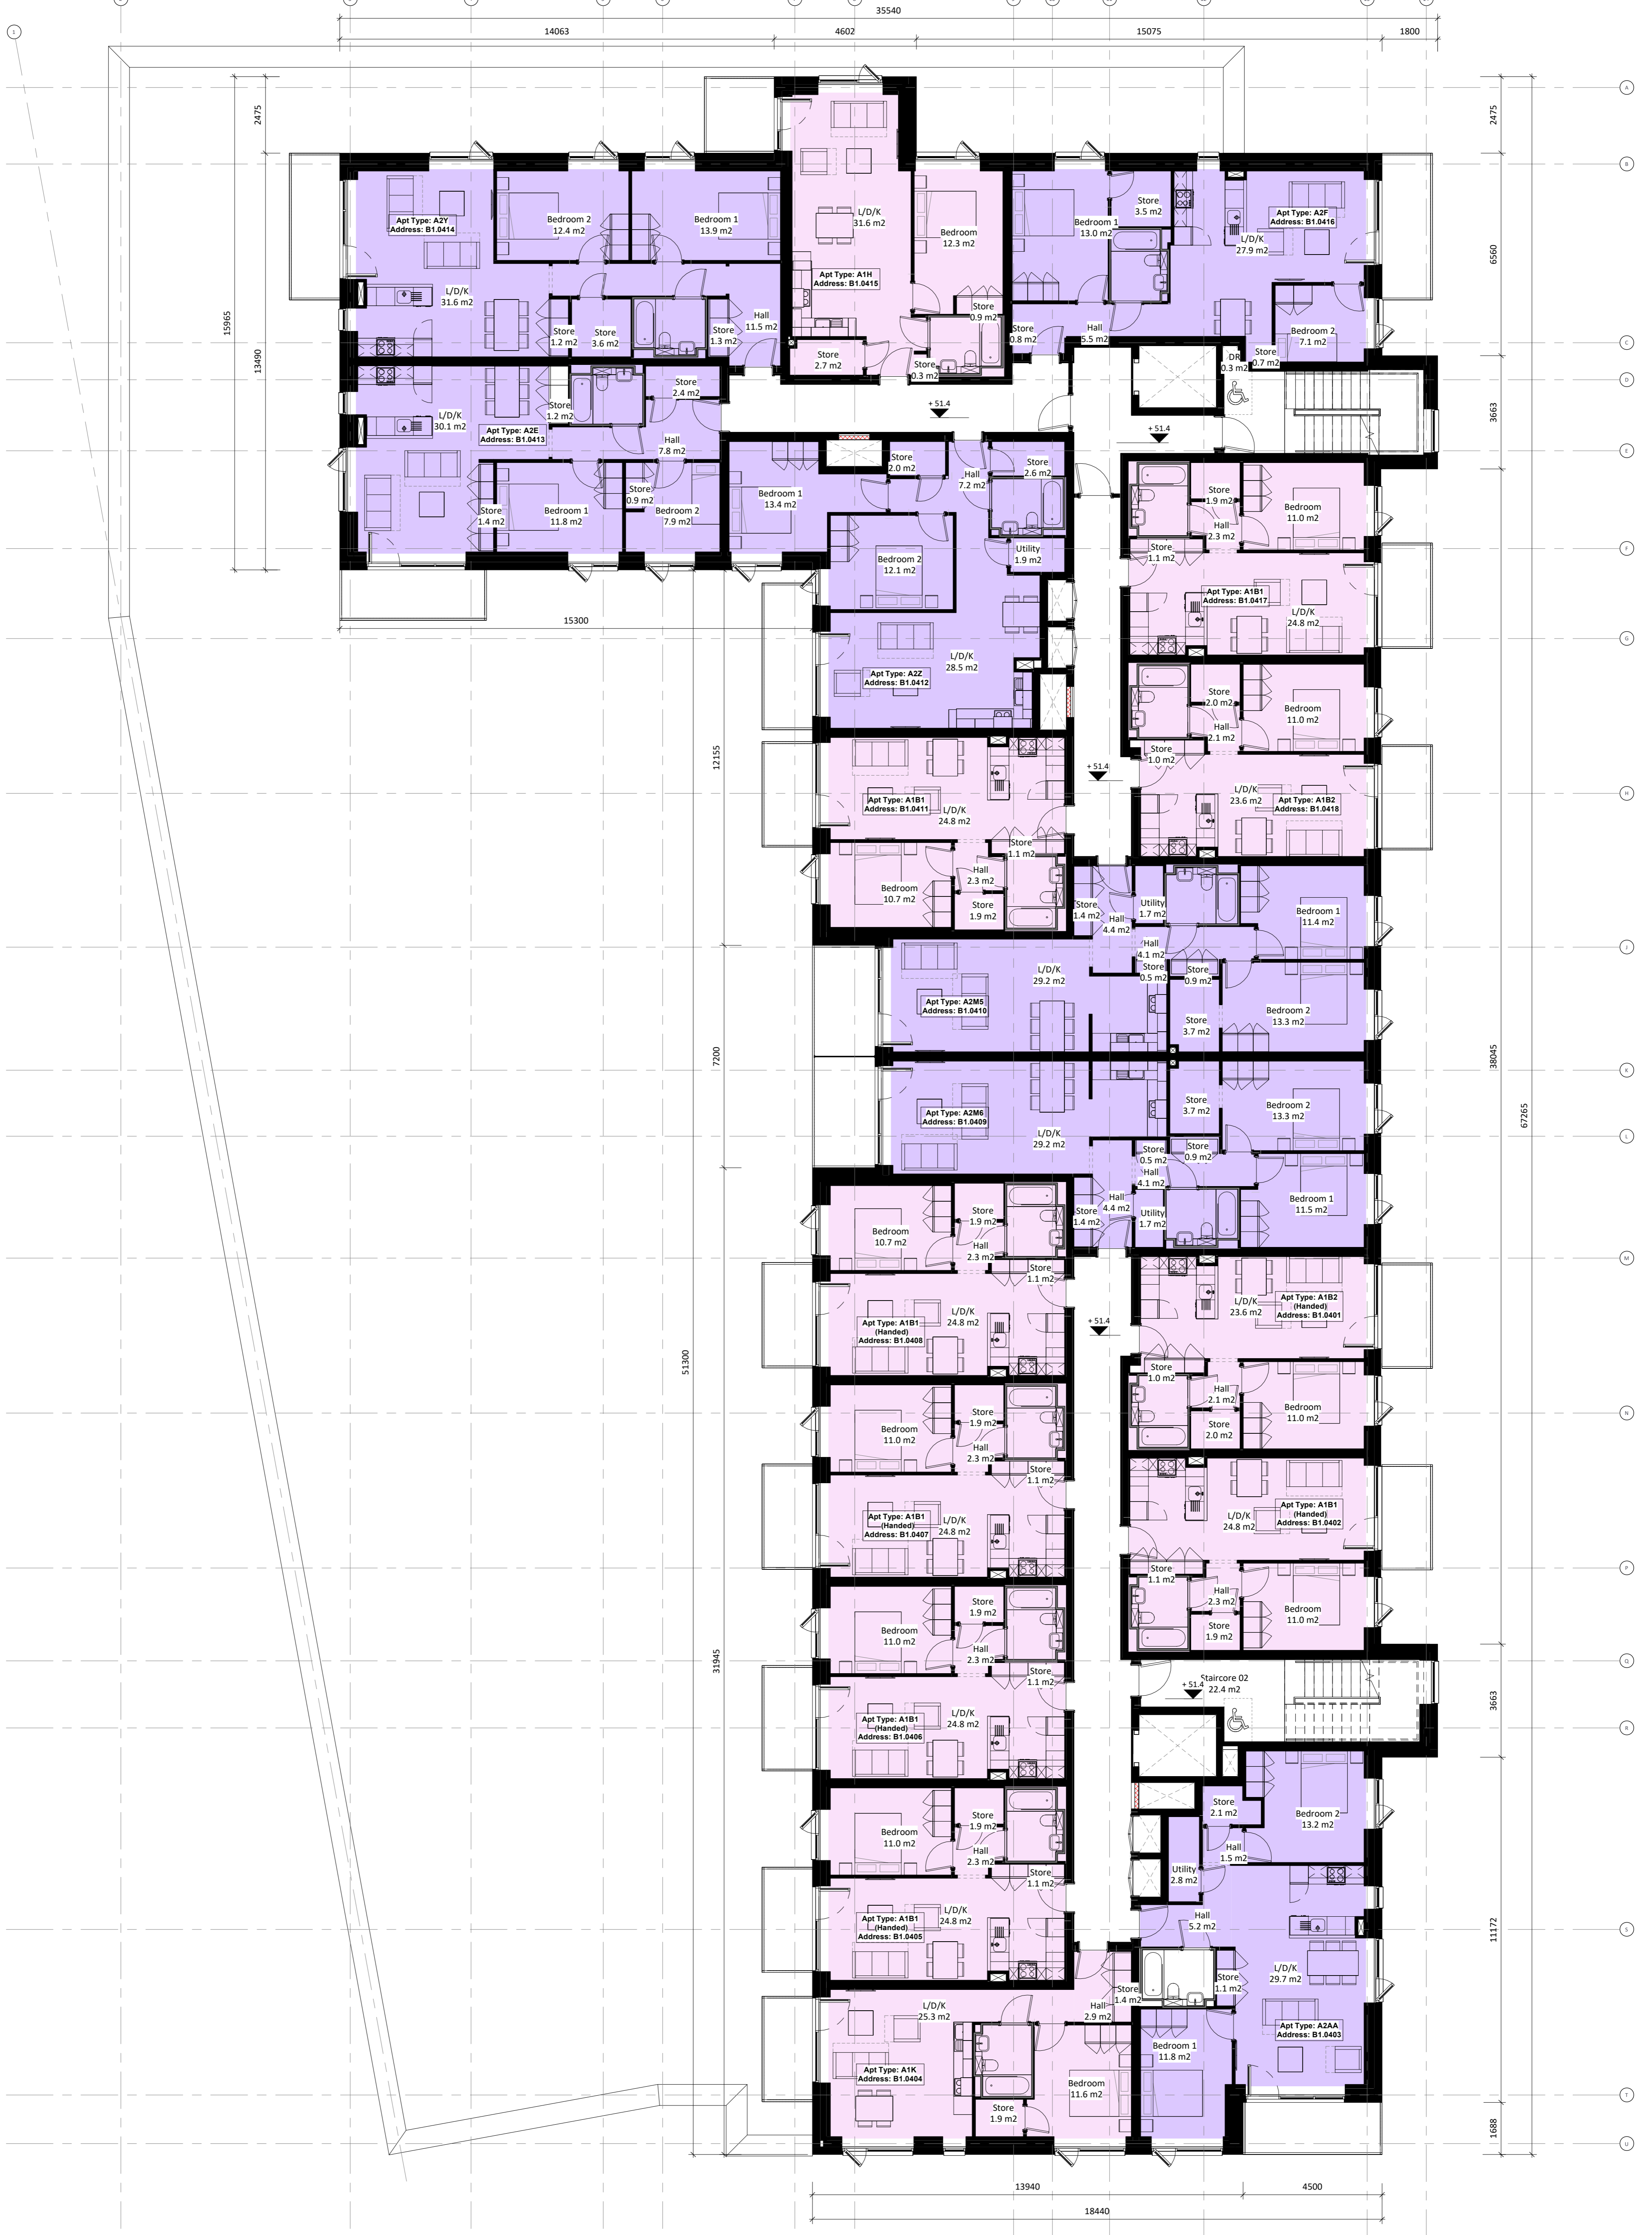 35540
14063
4602
15075
1800
1
A
B
C
D
E
F
G
H
J
K
L
M
N
P
Q
R
S
T
U
2475
15965
13490
2475
6560
3663
38045
67265
3663
11172
1688
15300
12155
7200
51300
31945
13940
4500
18440
Apt Type: A2Y
Address: B1.0414
Bedroom 2
12.4 m2
Bedroom 1
13.9 m2
L/D/K
31.6 m2
Store
1.2 m2
Store
3.6 m2
Store
1.3 m2
Hall
11.5 m2
L/D/K
31.6 m2
Apt Type: A1H
Address: B1.0415
Bedroom
12.3 m2
Store
0.9 m2
Store
2.7 m2
Store
0.3 m2
Bedroom 1
13.0 m2
Store
3.5 m2
Apt Type: A2F
Address: B1.0416
L/D/K
27.9 m2
Store
0.8 m2
Hall
5.5 m2
Bedroom 2
7.1 m2
Store
0.7 m2
DR
0.3 m2
L/D/K
30.1 m2
Apt Type: A2E
Address: B1.0413
Store
1.2 m2
Store
2.4 m2
Hall
7.8 m2
Store
1.4 m2
Bedroom 1
11.8 m2
Store
0.9 m2
Bedroom 2
7.9 m2
+ 51.4
+ 51.4
Bedroom 1
13.4 m2
Store
2.0 m2
Hall
7.2 m2
Store
2.6 m2
Utility
1.9 m2
Bedroom 2
12.1 m2
L/D/K
28.5 m2
Apt Type: A2Z
Address: B1.0412
Store
1.9 m2
Hall
2.3 m2
Bedroom
11.0 m2
Store
1.1 m2
Apt Type: A1B1
Address: B1.0417
L/D/K
24.8 m2
Store
2.0 m2
Hall
2.1 m2
Bedroom
11.0 m2
Store
1.0 m2
L/D/K
23.6 m2
Apt Type: A1B2
Address: B1.0418
+ 51.4
Apt Type: A1B1
Address: B1.0411
L/D/K
24.8 m2
Store
1.1 m2
Bedroom
10.7 m2
Hall
2.3 m2
Store
1.9 m2
Store
1.4 m2
Hall
4.4 m2
Utility
1.7 m2
Hall
4.1 m2
Store
0.5 m2
Store
0.9 m2
Bedroom 1
11.4 m2
L/D/K
29.2 m2
Apt Type: A2M5
Address: B1.0410
Store
3.7 m2
Bedroom 2
13.3 m2
Apt Type: A2M6
Address: B1.0409
L/D/K
29.2 m2
Store
3.7 m2
Bedroom 2
13.3 m2
Store
0.5 m2
Store
0.9 m2
Hall
4.1 m2
Store
1.4 m2
Hall
4.4 m2
Utility
1.7 m2
Bedroom 1
11.5 m2
Bedroom
10.7 m2
Store
1.9 m2
Hall
2.3 m2
Store
1.1 m2
Apt Type: A1B1
(Handed)
Address: B1.0408
L/D/K
24.8 m2
+ 51.4
L/D/K
23.6 m2
Apt Type: A1B2
(Handed)
Address: B1.0401
Store
1.0 m2
Hall
2.1 m2
Store
2.0 m2
Bedroom
11.0 m2
Bedroom
11.0 m2
Store
1.9 m2
Hall
2.3 m2
Store
1.1 m2
Apt Type: A1B1
(Handed)
Address: B1.0407
L/D/K
24.8 m2
L/D/K
24.8 m2
Apt Type: A1B1
(Handed)
Address: B1.0402
Store
1.1 m2
Hall
2.3 m2
Store
1.9 m2
Bedroom
11.0 m2
Bedroom
11.0 m2
Store
1.9 m2
Hall
2.3 m2
Store
1.1 m2
Apt Type: A1B1
(Handed)
Address: B1.0406
L/D/K
24.8 m2
Staircore 02
22.4 m2
+ 51.4
Bedroom
11.0 m2
Store
1.9 m2
Hall
2.3 m2
Store
1.1 m2
Apt Type: A1B1
(Handed)
Address: B1.0405
L/D/K
24.8 m2
Store
2.1 m2
Bedroom 2
13.2 m2
Hall
1.5 m2
Utility
2.8 m2
Hall
5.2 m2
L/D/K
29.7 m2
Store
1.1 m2
Apt Type: A2AA
Address: B1.0403
Bedroom 1
11.8 m2
L/D/K
25.3 m2
Store
1.4 m2
Hall
2.9 m2
Apt Type: A1K
Address: B1.0404
Bedroom
11.6 m2
Store
1.9 m2